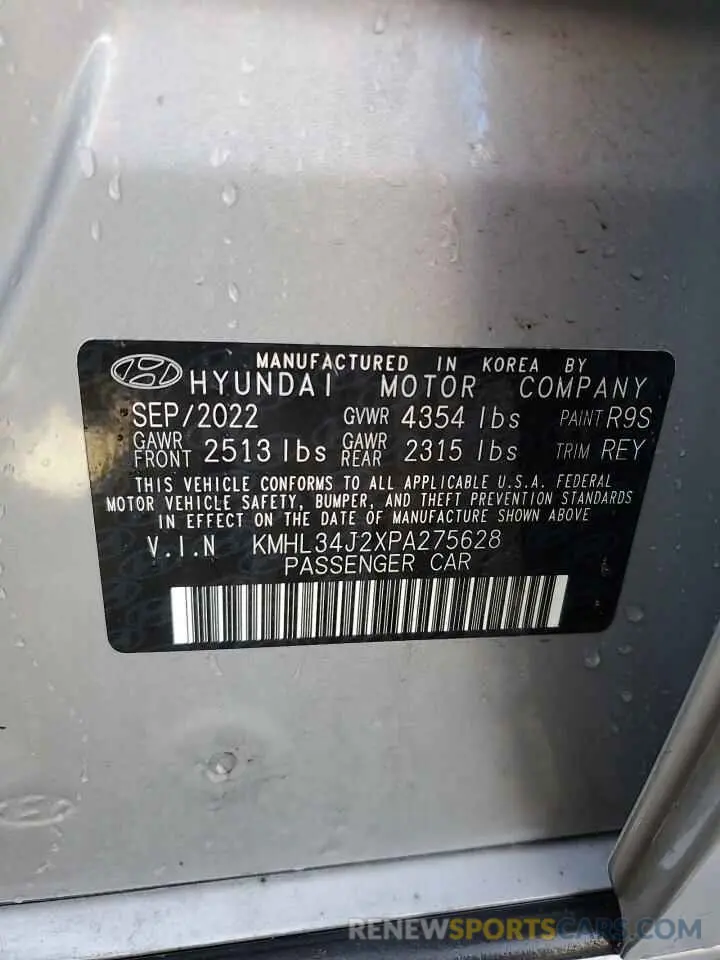 MANUFACTURED IN KOREA BY
HYUNDAI MOTOR COMPANY
SEP/2022 GVWR 4354 lbs PAINT R9S
GAWR FRONT 2513 lbs GAWR REAR 2315 lbs TRIM REY
THIS VEHICLE CONFORMS TO ALL APPLICABLE U.S.A. FEDERAL
MOTOR VEHICLE SAFETY, BUMPER, AND THEFT PREVENTION STANDARDS
IN EFFECT ON THE DATE OF MANUFACTURE SHOWN ABOVE
V.I.N KMHL34J2XPA275628
PASSENGER CAR
RENEWSPORTSCARS.COM